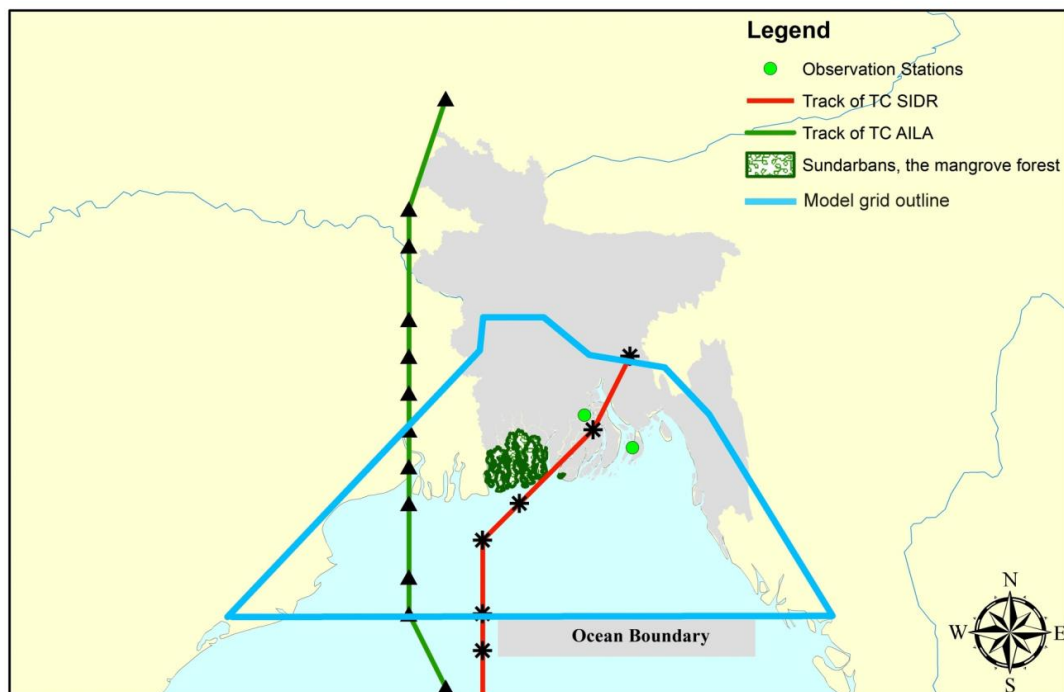 Legend
Observation Stations
Track of TC SIDR
Track of TC AILA
Sundarbans, the mangrove forest
Model grid outline
Ocean Boundary
N
W E
S